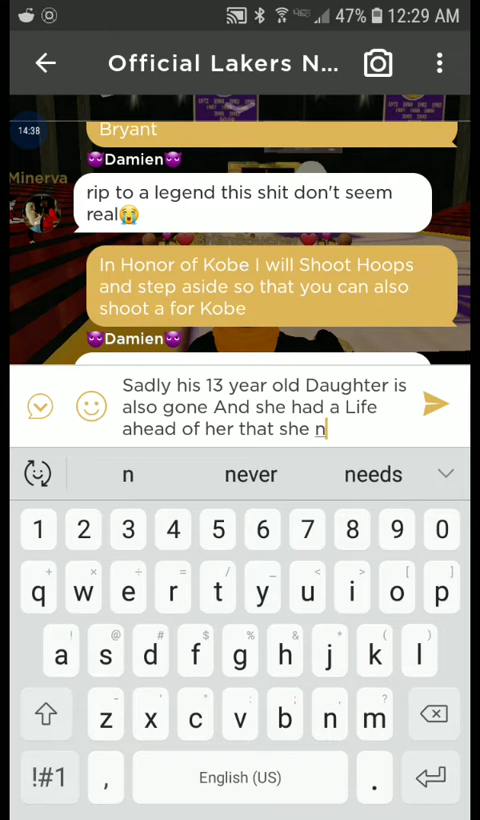 47% 12:29 AM
Official Lakers N...
14:38
Bryant
😈Damien😈
Minerva
rip to a legend this shit don't seem
real😭
In Honor of Kobe I will Shoot Hoops
and step aside so that you can also
shoot a for Kobe
😈Damien😈
Sadly his 13 year old Daughter is
also gone And she had a Life
ahead of her that she n
n never needs
1 2 3 4 5 6 7 8 9 0
+ × ÷ = / _ < > [ ]
q w e r t y u i o p
! @ # $ % ^ & * ( )
a s d f g h j k l
- ' " : ; , ?
z x c v b n m
!#1 , English (US) .